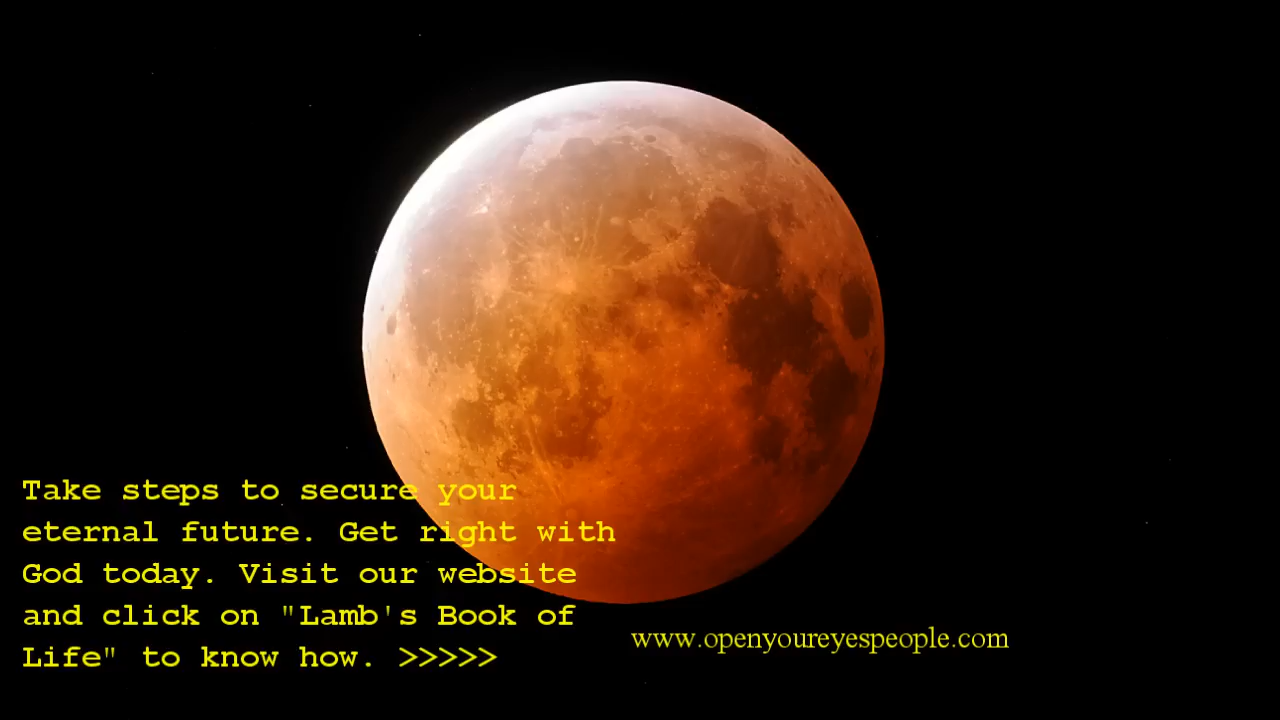 Take steps to secure your
eternal future. Get right with
God today. Visit our website
and click on "Lamb's Book of
Life" to know how. >>>>>
www.openyoureyespeople.com